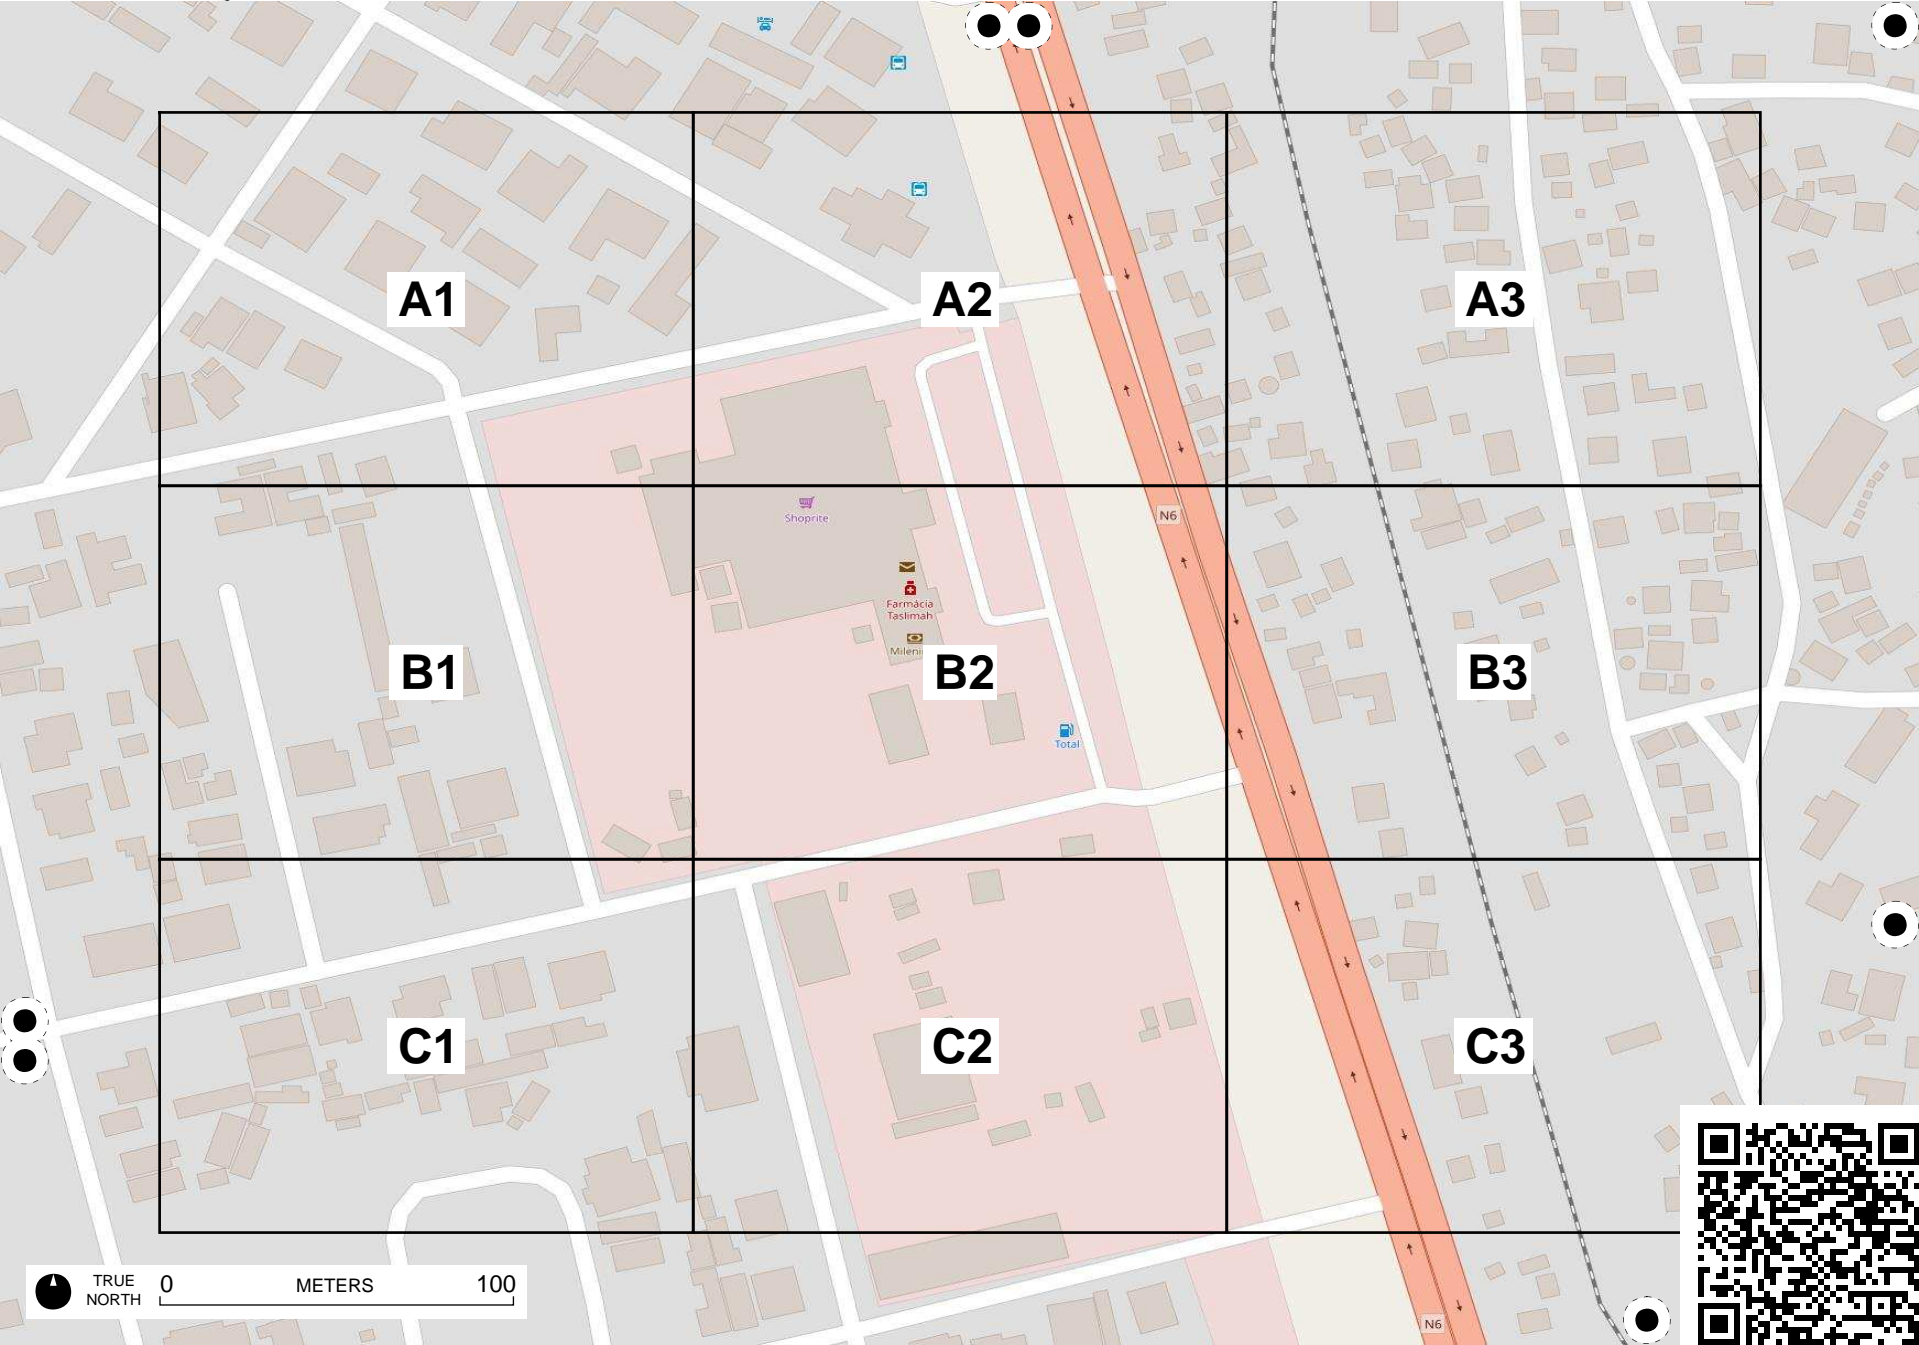 A1
A2
A3
Shoprite
N6
Farmácia
Taslimah
Mileni
B1
B2
B3
Total
C1
C2
C3
TRUE
NORTH
0 METERS 100
N6